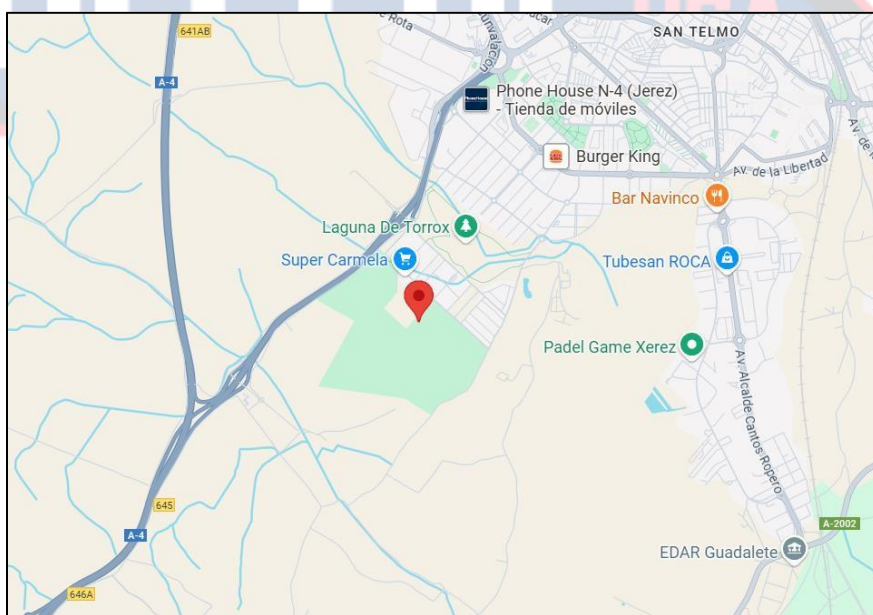 641AB
Rota
SAN TELMO
A-4
Phone House N-4 (Jerez)
- Tienda de móviles
Burger King
Av. de la Libertad
Bar Navinco
Laguna De Torrox
Super Carmela
Tubesan ROCA
Padel Game Xerez
Av. Alcalde Cantos Ropero
645
A-4
A-2002
EDAR Guadalete
646A